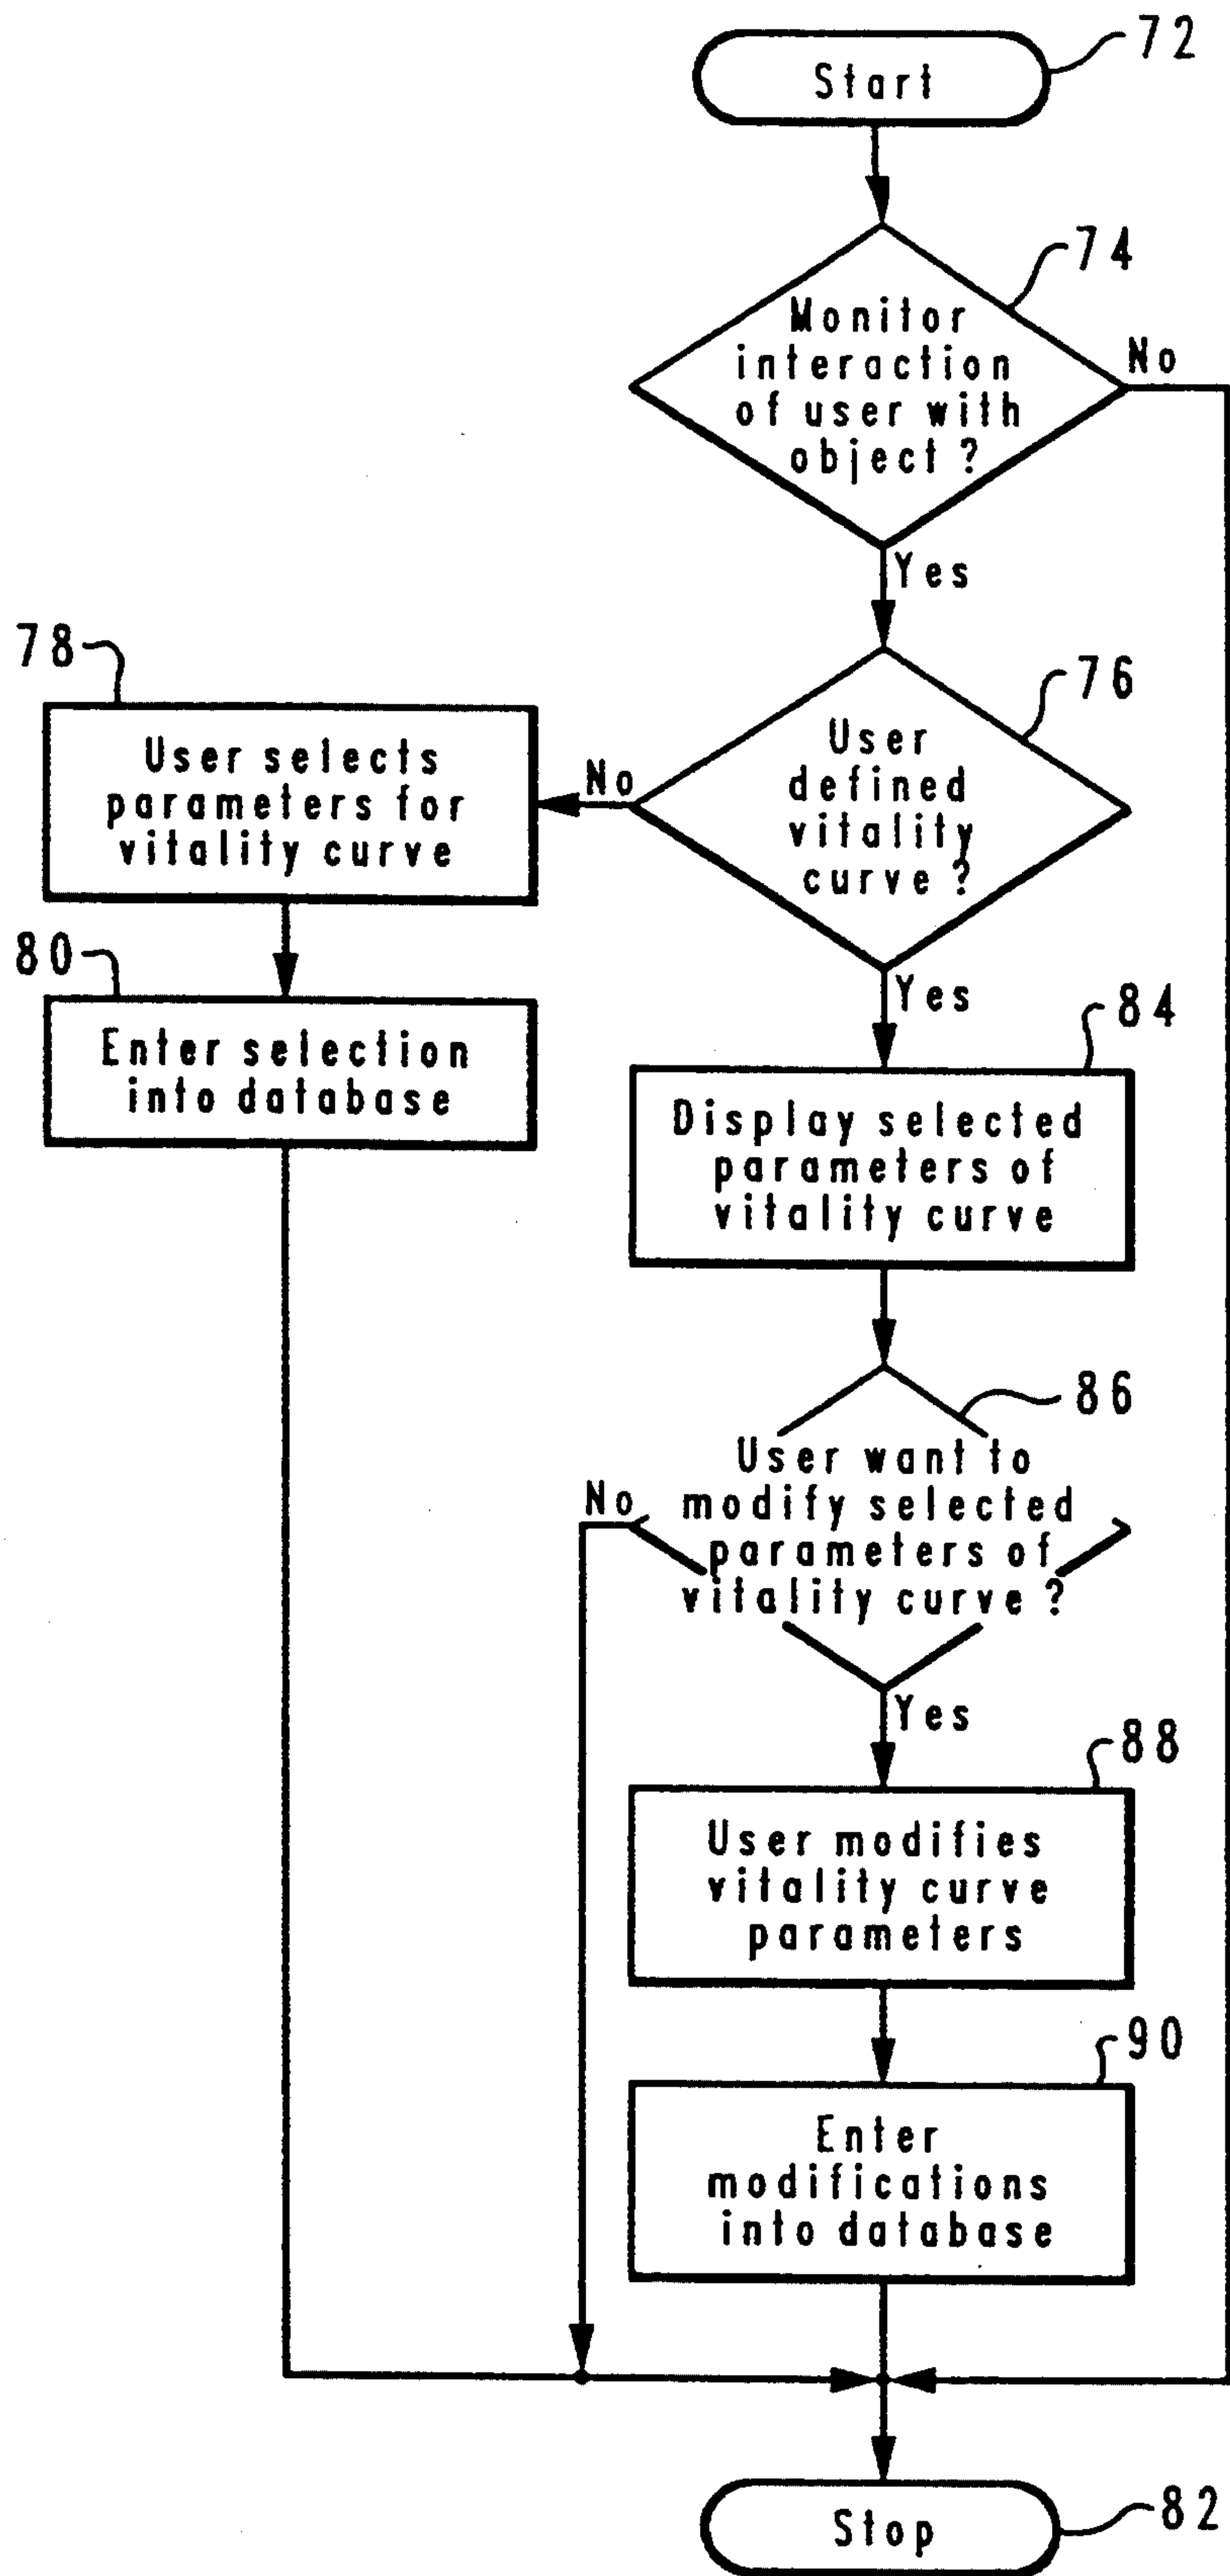 Start
72
Monitor
interaction
of user with
object ?
74
No
Yes
User
defined
vitality
curve ?
76
No
78
User selects
parameters for
vitality curve
80
Enter selection
into database
Yes
84
Display selected
parameters of
vitality curve
86
User want to
modify selected
parameters of
vitality curve ?
No
Yes
88
User modifies
vitality curve
parameters
90
Enter
modifications
into database
Stop
82